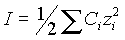 I = 1/2 ∑ C_i z_i^2